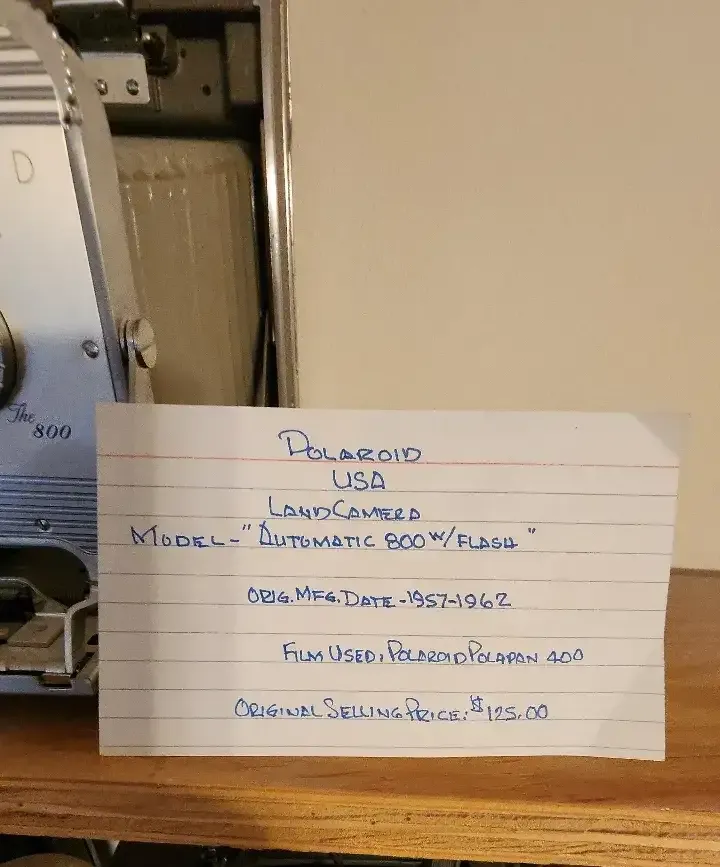 D
The
800
POLAROID
USA
LANDCAMERA
MODEL-"AUTOMATIC 800 W/FLASH"
ORIG. MFG. DATE-1957-1962
FILM USED, POLAROID POLAPAN 400
ORIGINAL SELLING PRICE: $125.00